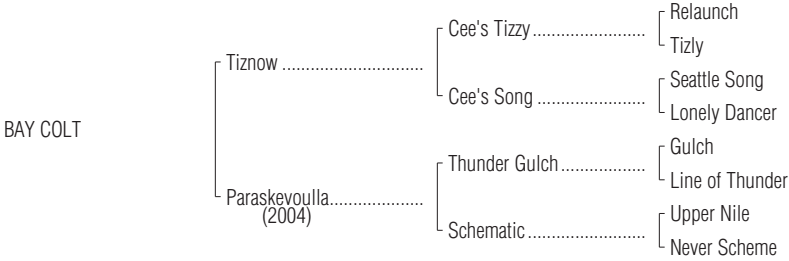 Relaunch
Cee's Tizzy........................
Tizly
Tiznow ..............................
Seattle Song
Cee's Song .......................
Lonely Dancer
BAY COLT
Gulch
Thunder Gulch..................
Line of Thunder
Paraskevoulla....................
(2004)
Upper Nile
Schematic.........................
Never Scheme